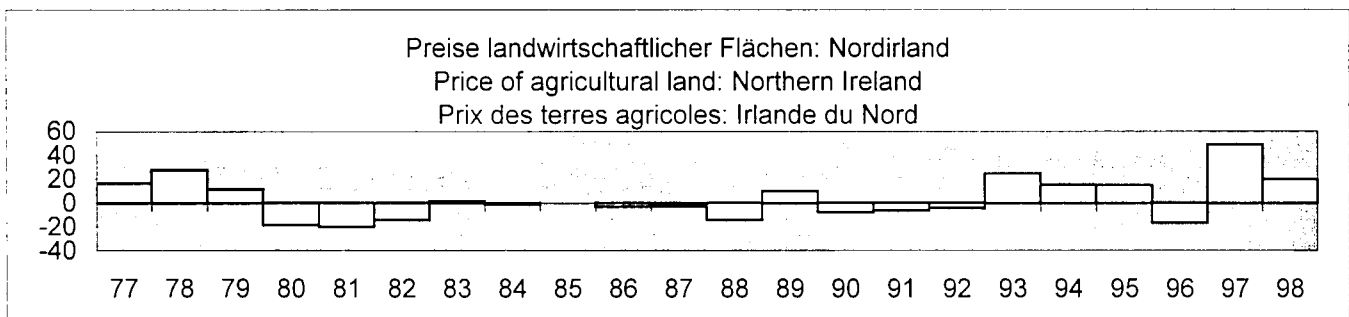 Preise landwirtschaftlicher Flächen: Nordirland
Price of agricultural land: Northern Ireland
Prix des terres agricoles: Irlande du Nord
60
40
20
0
-20
-40
77 78 79 80 81 82 83 84 85 86 87 88 89 90 91 92 93 94 95 96 97 98